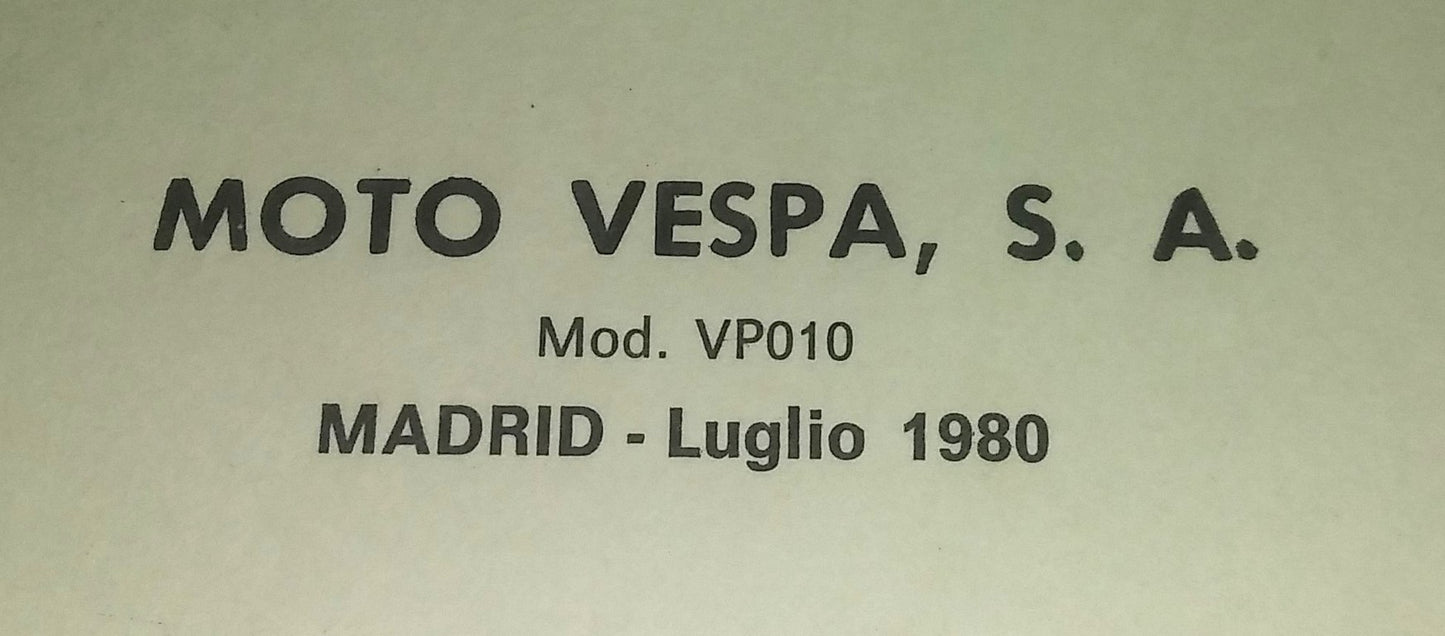 MOTO VESPA, S. A.
Mod. VP010
MADRID - Luglio 1980